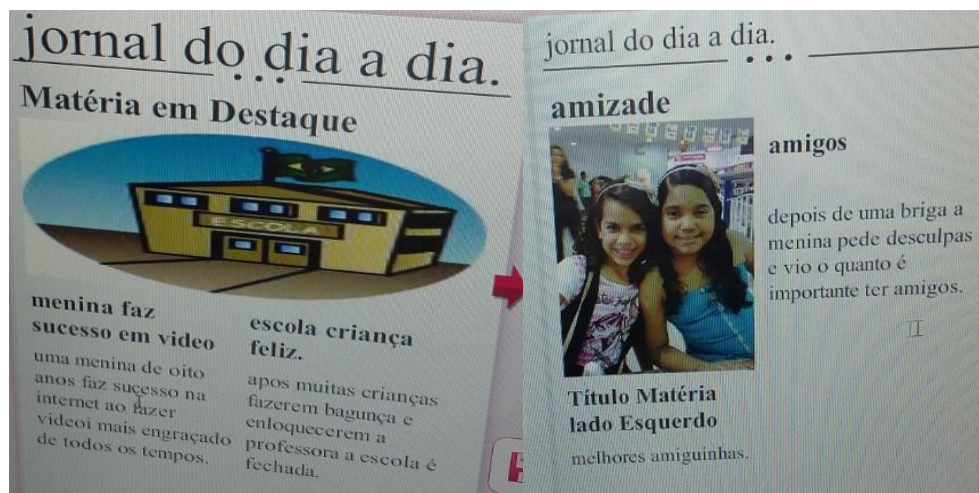 jornal do dia a dia.
Matéria em Destaque
ESCOLA
menina faz
sucesso em video
uma menina de oito
anos faz sucesso na
internet ao fazer
videoi mais engraçado
de todos os tempos.
escola criança
feliz.
apos muitas crianças
fazerem bagunça e
enloquecerem a
professora a escola é
fechada.
jornal do dia a dia.
amizade
amigos
depois de uma briga a
menina pede desculpas
e vio o quanto é
importante ter amigos.
Título Matéria
lado Esquerdo
melhores amiguinhas.